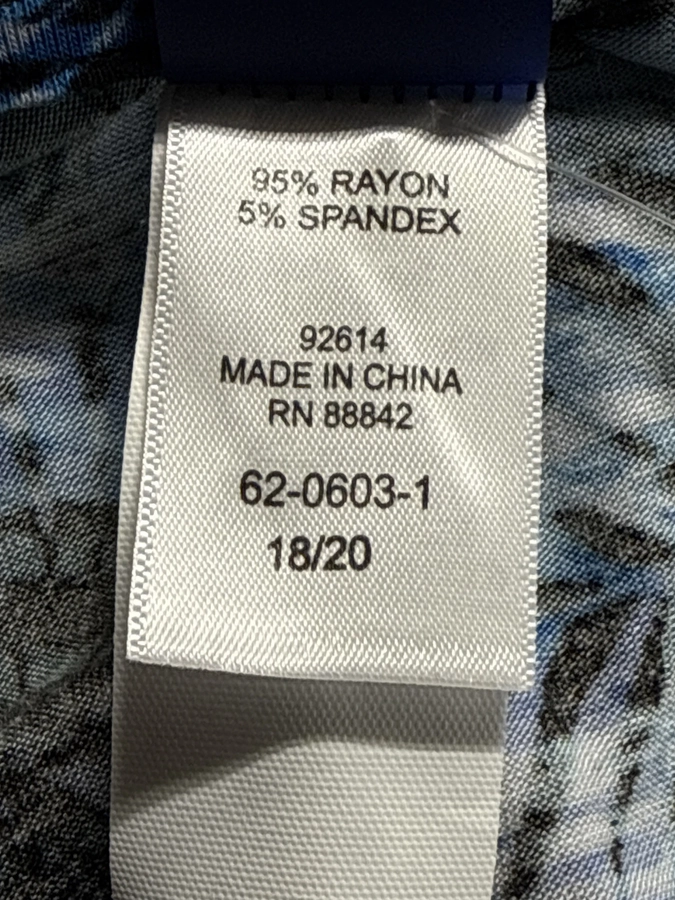 95% RAYON
5% SPANDEX
92614
MADE IN CHINA
RN 88842
62-0603-1
18/20